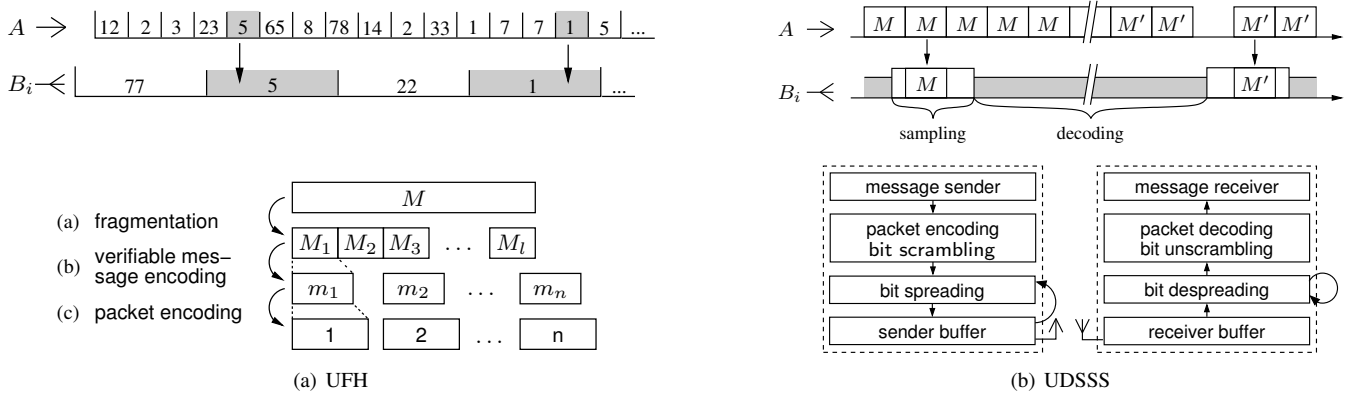 A 12 2 3 23 5 65 8 78 14 2 33 1 7 7 1 5 ...
B_i 77 5 22 1 ...
M
(a) fragmentation
M_1 M_2 M_3 ... M_l
(b) verifiable mes–
sage encoding
m_1 m_2 ... m_n
(c) packet encoding
1 2 ... n
(a) UFH
A M M M M M M′ M′ M′ M′
B_i M M′
sampling decoding
message sender
packet encoding
bit scrambling
bit spreading
sender buffer
message receiver
packet decoding
bit unscrambling
bit despreading
receiver buffer
(b) UDSSS